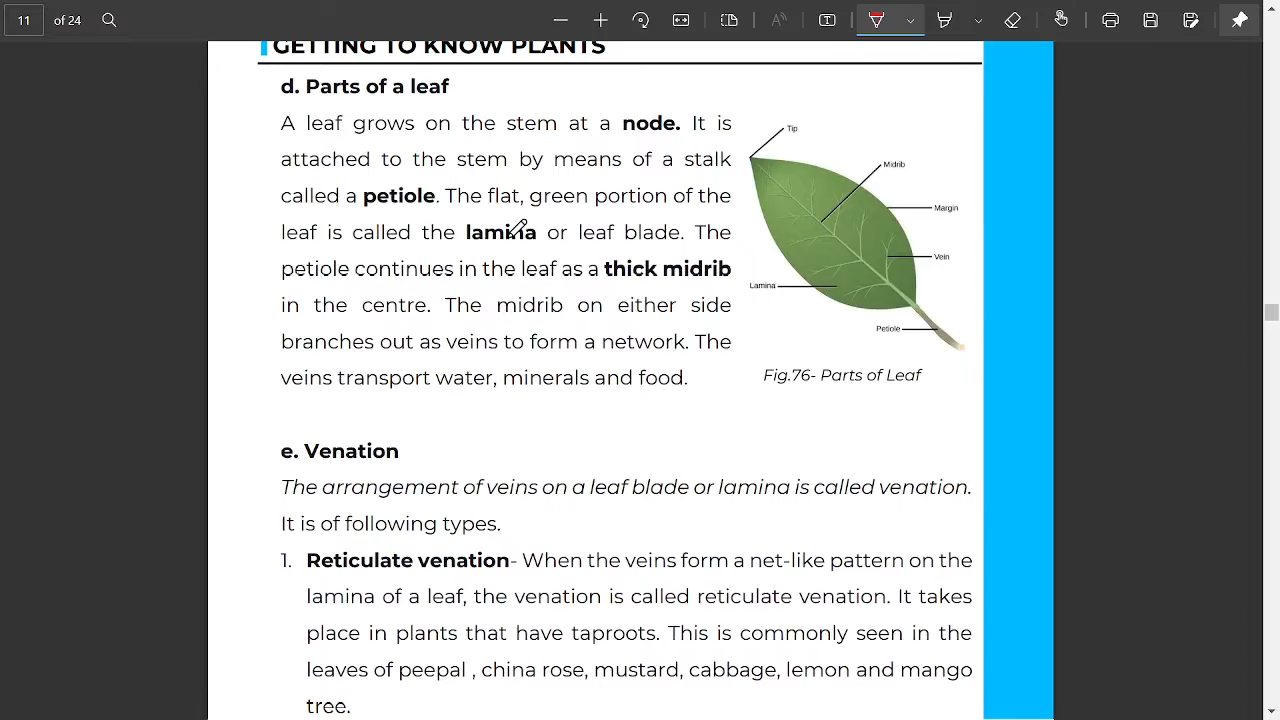 11 of 24
GETTING TO KNOW PLANTS
d. Parts of a leaf
A leaf grows on the stem at a node. It is
attached to the stem by means of a stalk
called a petiole. The flat, green portion of the
leaf is called the lamina or leaf blade. The
petiole continues in the leaf as a thick midrib
in the centre. The midrib on either side
branches out as veins to form a network. The
veins transport water, minerals and food.
Tip
Midrib
Margin
Vein
Lamina
Petiole
Fig.76- Parts of Leaf
e. Venation
The arrangement of veins on a leaf blade or lamina is called venation.
It is of following types.
1. Reticulate venation- When the veins form a net-like pattern on the
lamina of a leaf, the venation is called reticulate venation. It takes
place in plants that have taproots. This is commonly seen in the
leaves of peepal , china rose, mustard, cabbage, lemon and mango
tree.